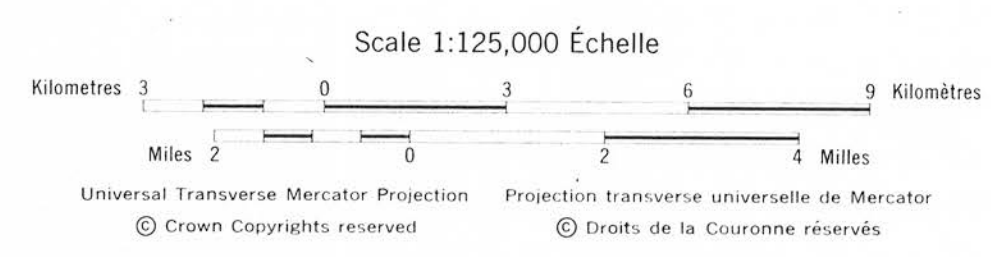 Scale 1:125,000 Échelle
Kilometres 3 0 3 6 9 Kilomètres
Miles 2 0 2 4 Milles
Universal Transverse Mercator Projection Projection transverse universelle de Mercator
© Crown Copyrights reserved © Droits de la Couronne réservés